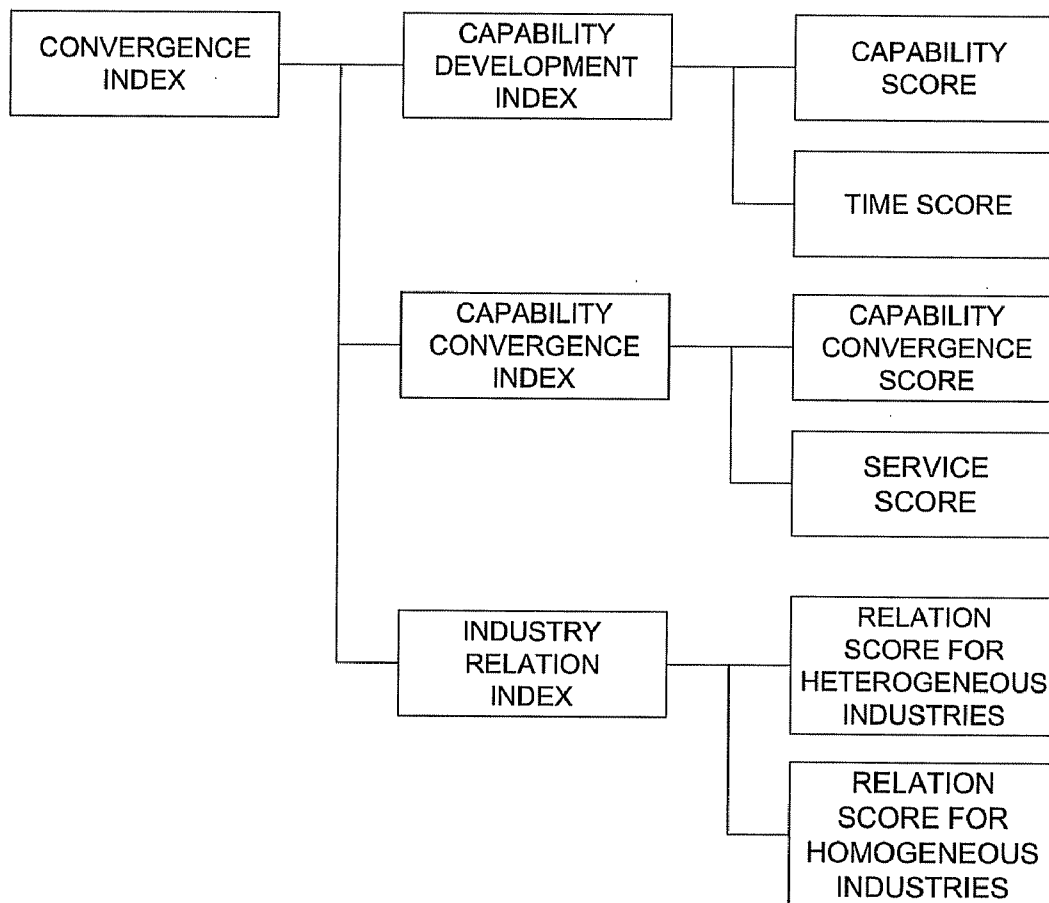 CONVERGENCE
INDEX
CAPABILITY
DEVELOPMENT
INDEX
CAPABILITY
SCORE
TIME SCORE
CAPABILITY
CONVERGENCE
INDEX
CAPABILITY
CONVERGENCE
SCORE
SERVICE
SCORE
INDUSTRY
RELATION
INDEX
RELATION
SCORE FOR
HETEROGENEOUS
INDUSTRIES
RELATION
SCORE FOR
HOMOGENEOUS
INDUSTRIES